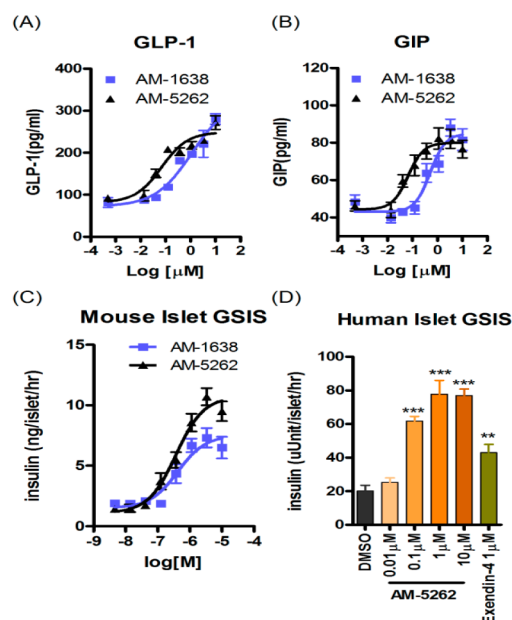 (A)
GLP-1
AM-1638
AM-5262
GLP-1(pg/ml)
400
300
200
100
0
-4 -3 -2 -1 0 1 2
Log [μM]
(B)
GIP
AM-1638
AM-5262
GIP(pg/ml)
120
100
80
60
40
-4 -3 -2 -1 0 1 2
Log [μM]
(C)
Mouse Islet GSIS
AM-1638
AM-5262
insulin (ng/islet/hr)
15
10
5
0
-9 -8 -7 -6 -5 -4
log[M]
(D)
Human Islet GSIS
insulin (uUnit/islet/hr)
100
80
60
40
20
0
***
***
***
**
DMSO
0.01μM
0.1μM
1μM
10μM
Exendin-4 1μM
AM-5262